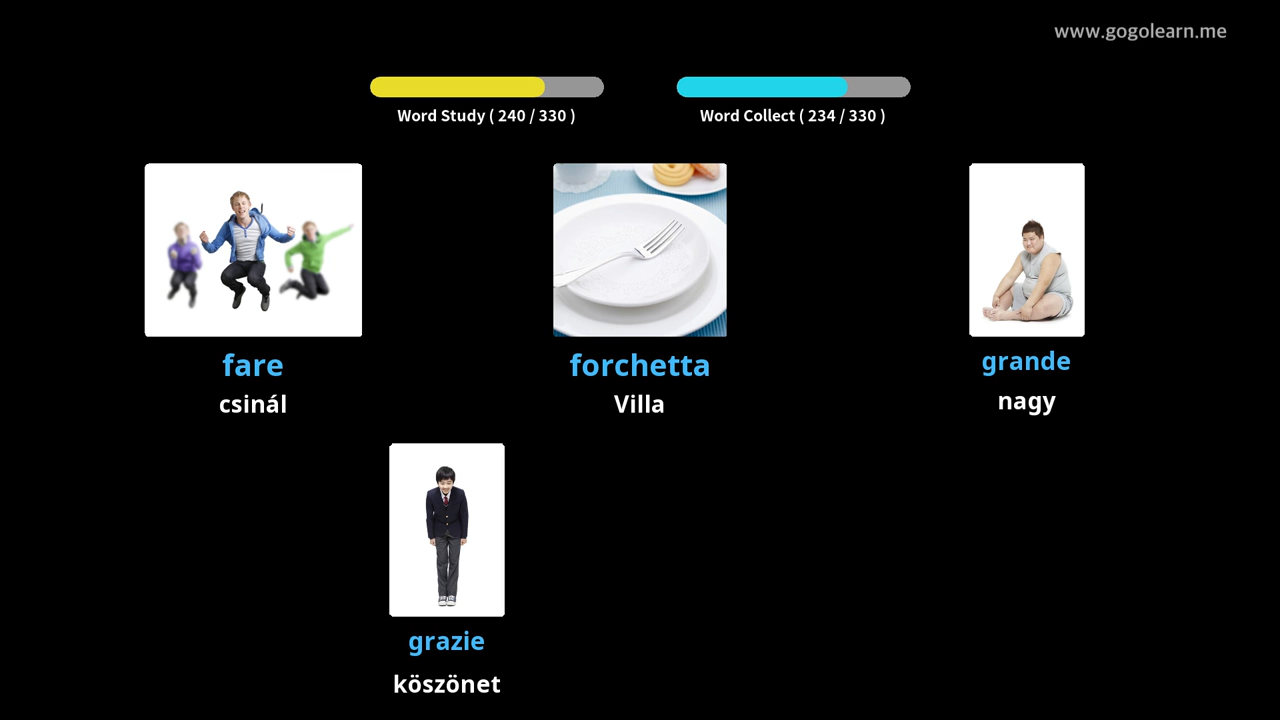 www.gogolearn.me
Word Study ( 240 / 330 )
Word Collect ( 234 / 330 )
fare
csinál
forchetta
Villa
grande
nagy
grazie
köszönet